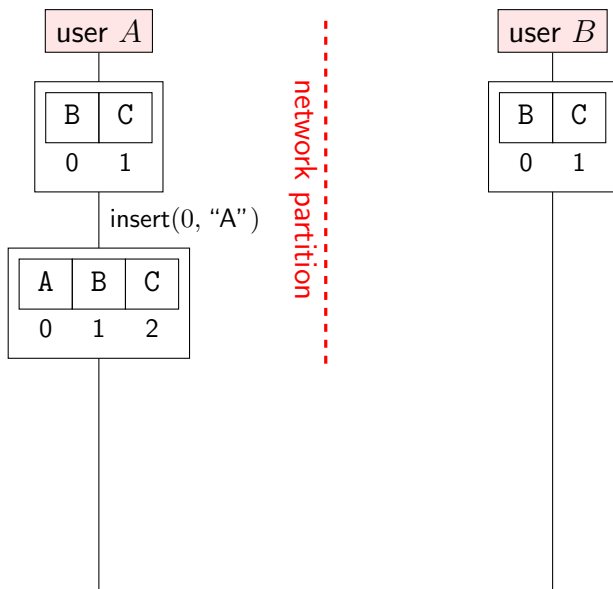 user A
user B
B C
0 1
B C
0 1
network partition
insert(0, “A”)
A B C
0 1 2